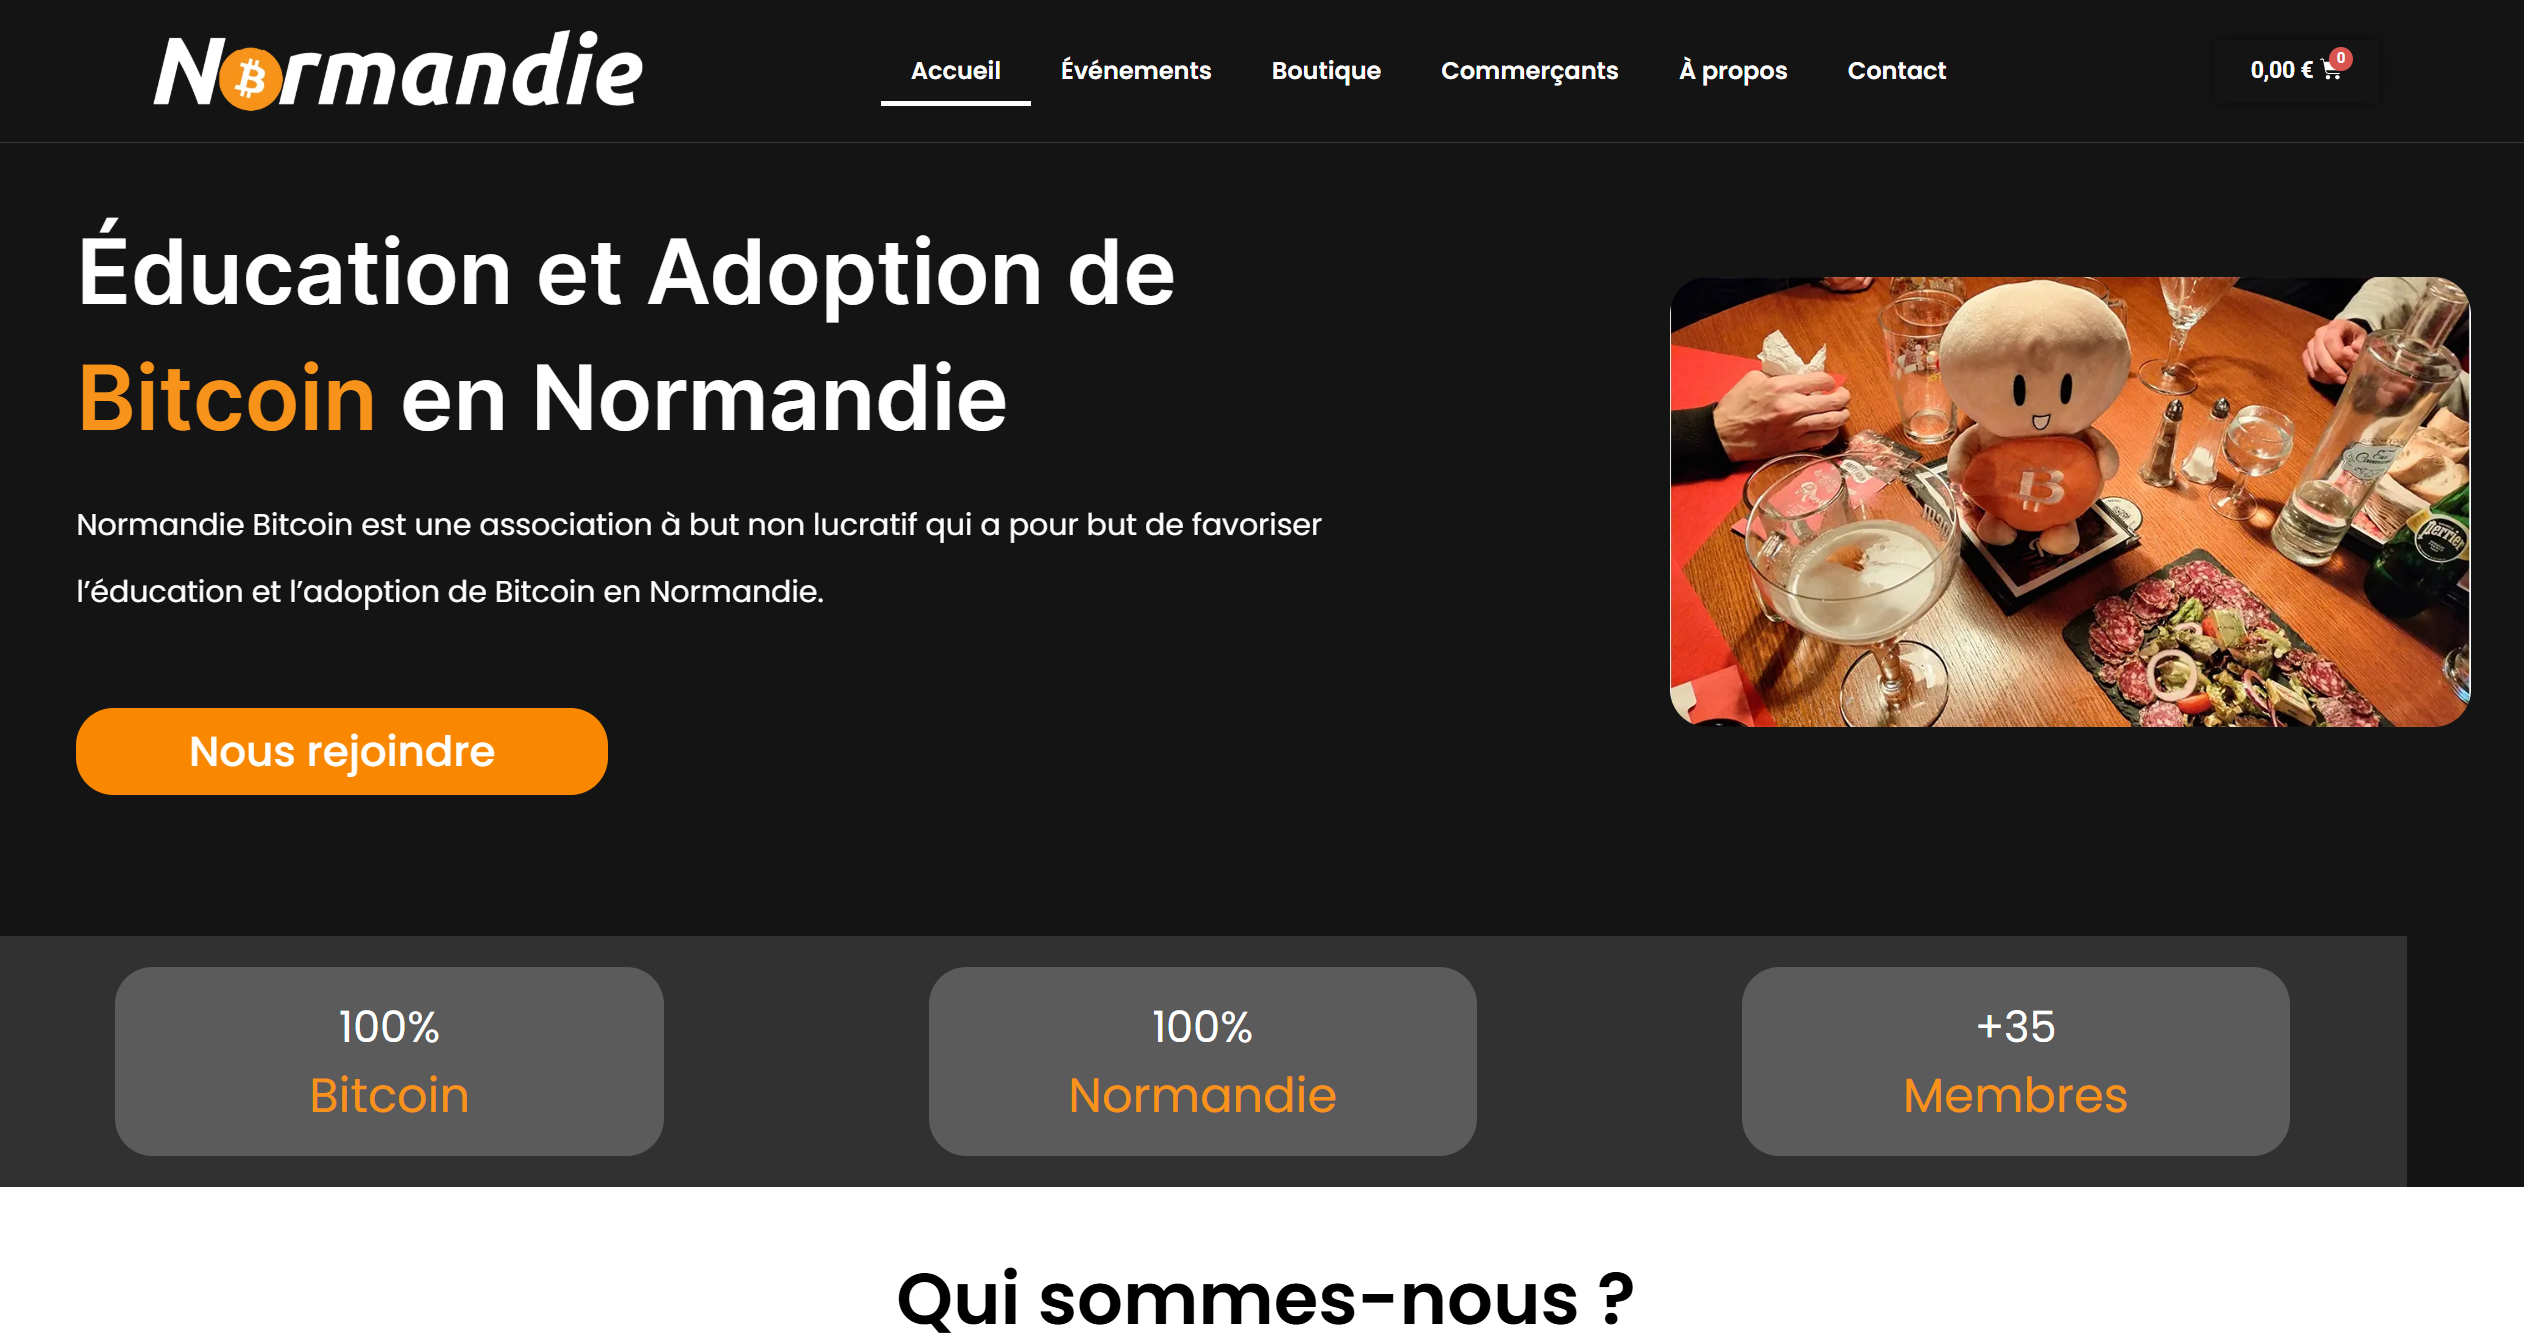 Normandie
Accueil
Événements
Boutique
Commerçants
À propos
Contact
0,00 €
0
Éducation et Adoption de
Bitcoin en Normandie
Normandie Bitcoin est une association à but non lucratif qui a pour but de favoriser
l’éducation et l’adoption de Bitcoin en Normandie.
perrier
Nous rejoindre
100%
Bitcoin
100%
Normandie
+35
Membres
Qui sommes-nous ?